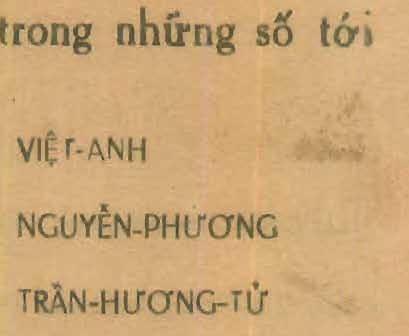 trong những số tới
VIỆT-ANH
NGUYỄN-PHƯƠNG
TRẦN-HƯƠNG-TỬ